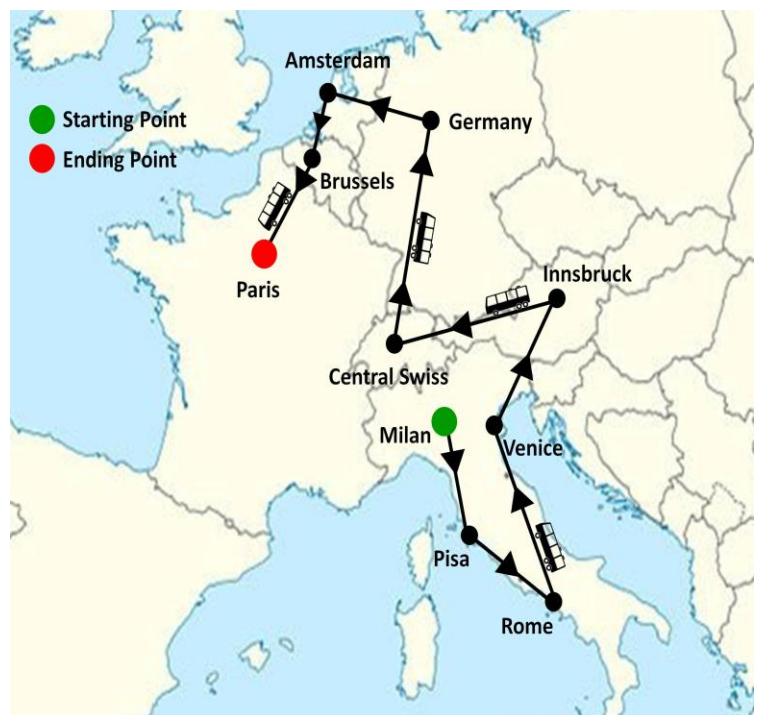 Amsterdam
Starting Point
Germany
Ending Point
Brussels
Innsbruck
Paris
Central Swiss
Milan
Venice
Pisa
Rome